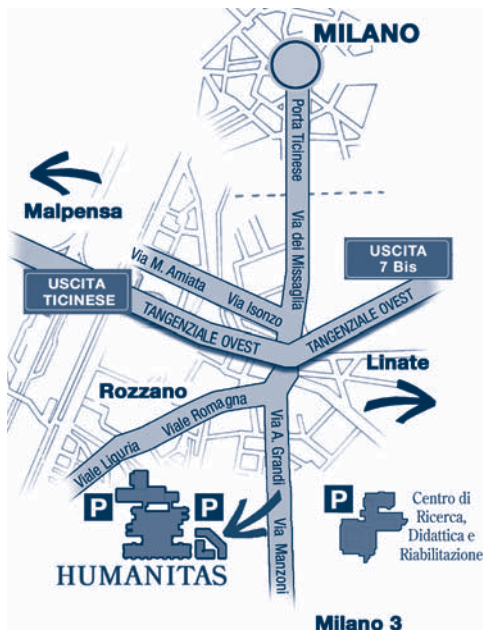 MILANO
Porta Ticinese
Malpensa
Via dei Missaglia
Via M. Amiata
USCITA
7 Bis
USCITA
TICINESE
Via Isonzo
TANGENZIALE OVEST
TANGENZIALE OVEST
Linate
Rozzano
Viale Romagna
Viale Liguria
Via A. Grandi
P
P
P
Centro di
Ricerca,
Didattica e
Riabilitazione
Via Manzoni
HUMANITAS
Milano 3